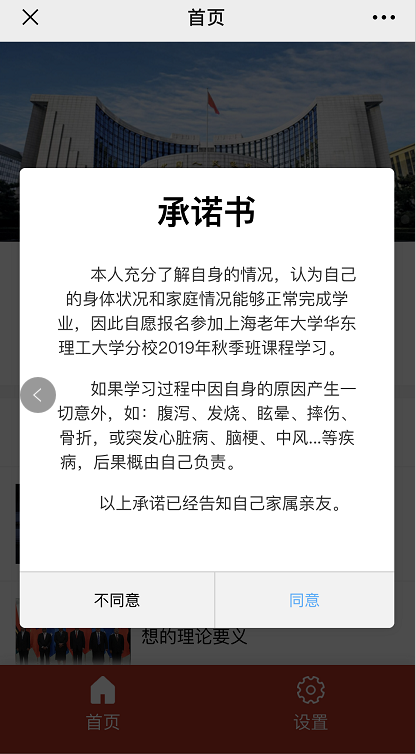 首页
承诺书
本人充分了解自身的情况，认为自己
的身体状况和家庭情况能够正常完成学
业，因此自愿报名参加上海老年大学华东
理工大学分校2019年秋季班课程学习。
如果学习过程中因自身的原因产生一
切意外，如：腹泻、发烧、眩晕、摔伤、
骨折，或突发心脏病、脑梗、中风...等疾
病，后果概由自己负责。
以上承诺已经告知自己家属亲友。
不同意
同意
想的理论要义
首页
设置